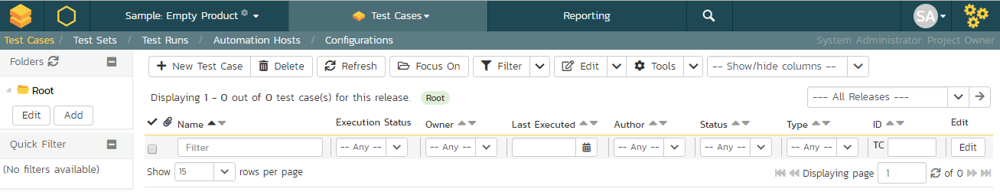 Sample: Empty Product Test Cases Reporting SA
Test Cases / Test Sets / Test Runs / Automation Hosts / Configurations System Administrator: Project Owner
Folders
Root
Edit Add
Quick Filter
(No filters available)
New Test Case Delete Refresh Focus On Filter Edit Tools -- Show/hide columns --
Displaying 1 - 0 out of 0 test case(s) for this release. Root --- All Releases ---
Name Execution Status Owner Last Executed Author Status Type ID Edit
Filter -- Any -- -- Any -- -- Any -- -- Any -- -- Any -- TC Edit
Show 15 rows per page Displaying page 1 of 0